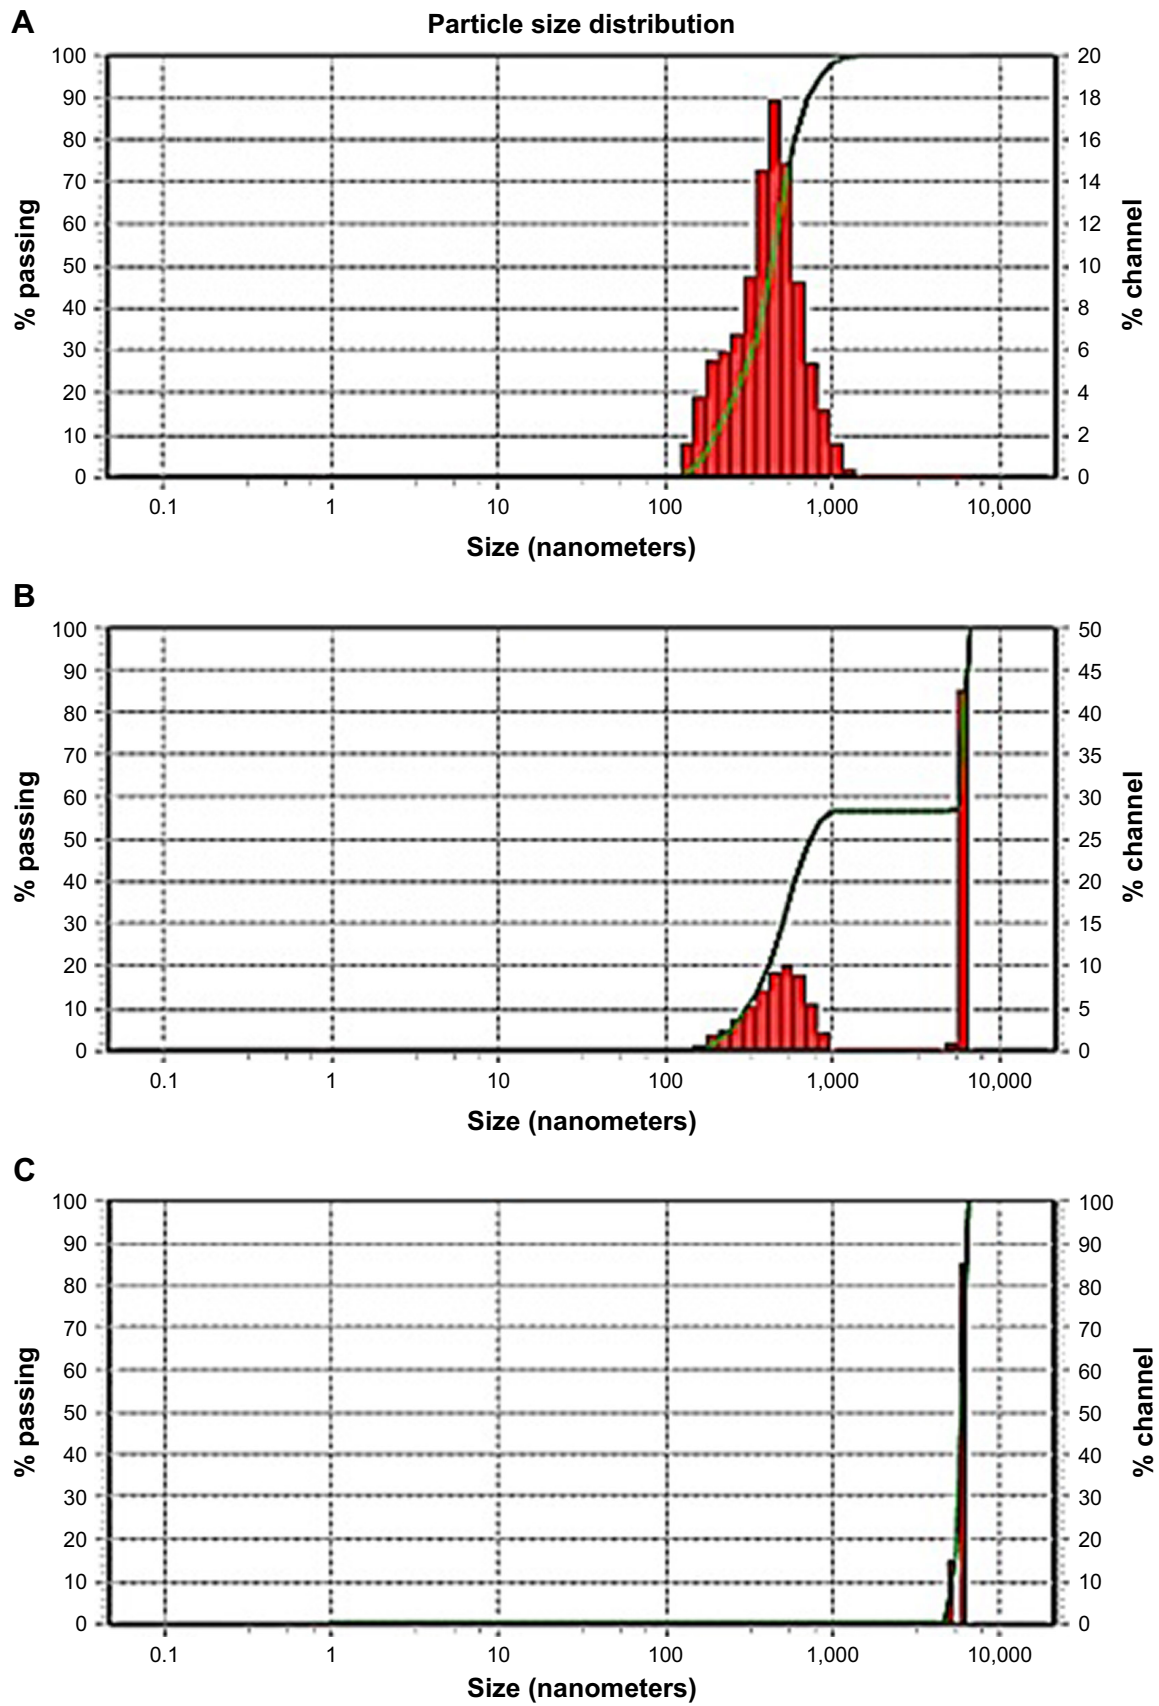 A
Particle size distribution
100 20
90 18
80 16
70 14
60 12
50 10
40 8
30 6
20 4
10 2
0 0
% passing
% channel
0.1 1 10 100 1,000 10,000
Size (nanometers)
B
100 50
90 45
80 40
70 35
60 30
50 25
40 20
30 15
20 10
10 5
0 0
% passing
% channel
0.1 1 10 100 1,000 10,000
Size (nanometers)
C
100 100
90 90
80 80
70 70
60 60
50 50
40 40
30 30
20 20
10 10
0 0
% passing
% channel
0.1 1 10 100 1,000 10,000
Size (nanometers)